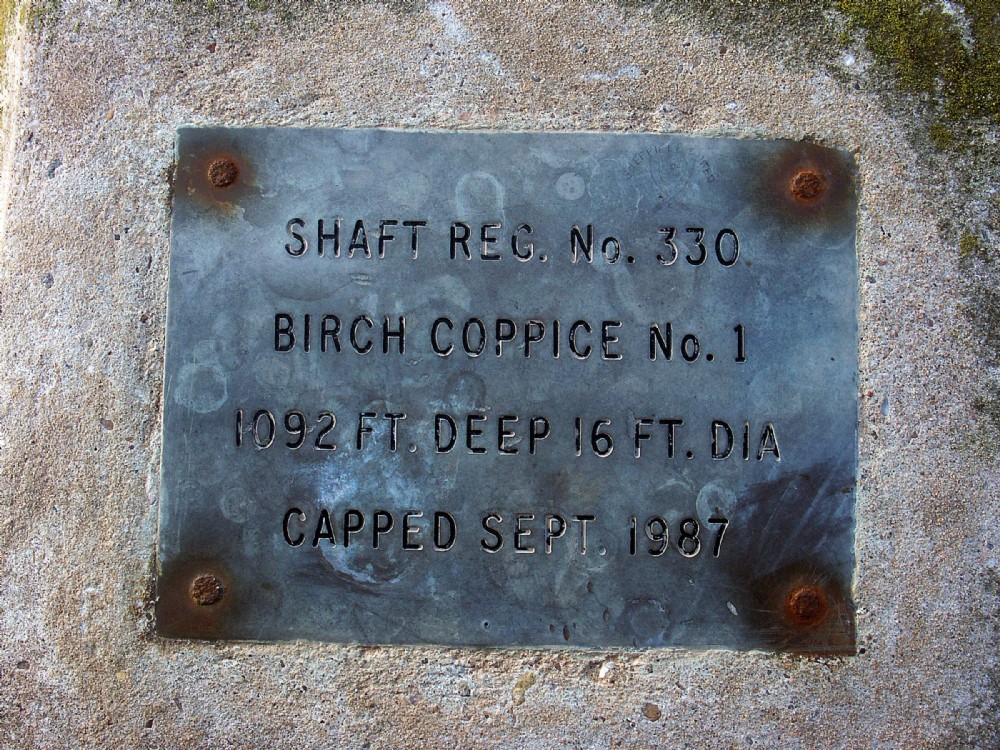 SHAFT REG. No. 330
BIRCH COPPICE No. 1
1092 FT. DEEP 16 FT. DIA
CAPPED SEPT. 1987